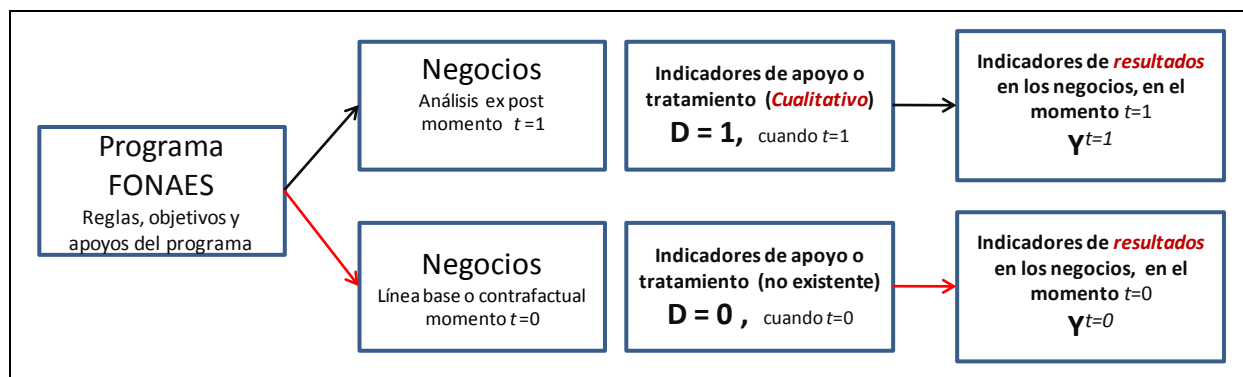 Programa
FONAES
Reglas, objetivos y
apoyos del programa
Negocios
Análisis ex post
momento t =1
Indicadores de apoyo o
tratamiento (Cualitativo)
D = 1, cuando t=1
Indicadores de resultados
en los negocios, en el
momento t=1
Y^{t=1}
Negocios
Línea base o contrafactual
momento t =0
Indicadores de apoyo o
tratamiento (no existente)
D = 0 , cuando t=0
Indicadores de resultados
en los negocios, en el
momento t=0
Y^{t=0}